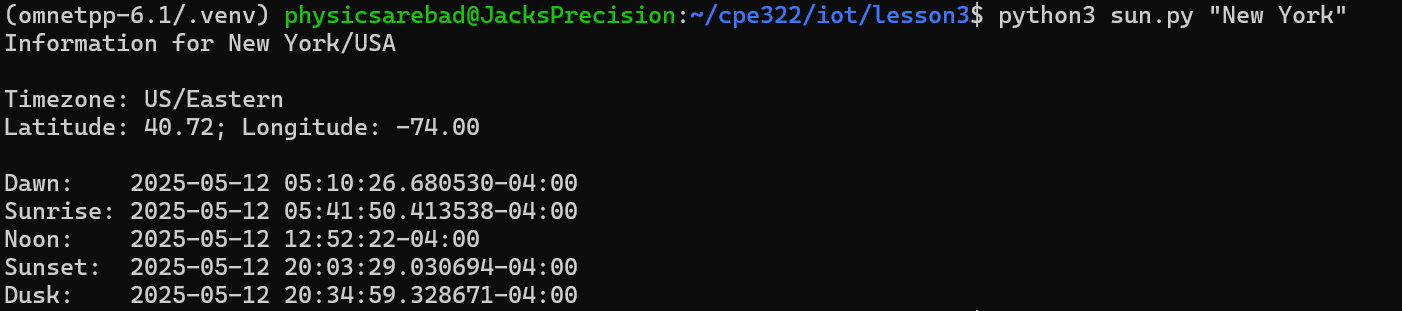 (omnetpp-6.1/.venv) physicsarebad@JacksPrecision:~/cpe322/iot/lesson3$ python3 sun.py "New York"
Information for New York/USA
Timezone: US/Eastern
Latitude: 40.72; Longitude: -74.00
Dawn:    2025-05-12 05:10:26.680530-04:00
Sunrise: 2025-05-12 05:41:50.413538-04:00
Noon:    2025-05-12 12:52:22-04:00
Sunset:  2025-05-12 20:03:29.030694-04:00
Dusk:    2025-05-12 20:34:59.328671-04:00